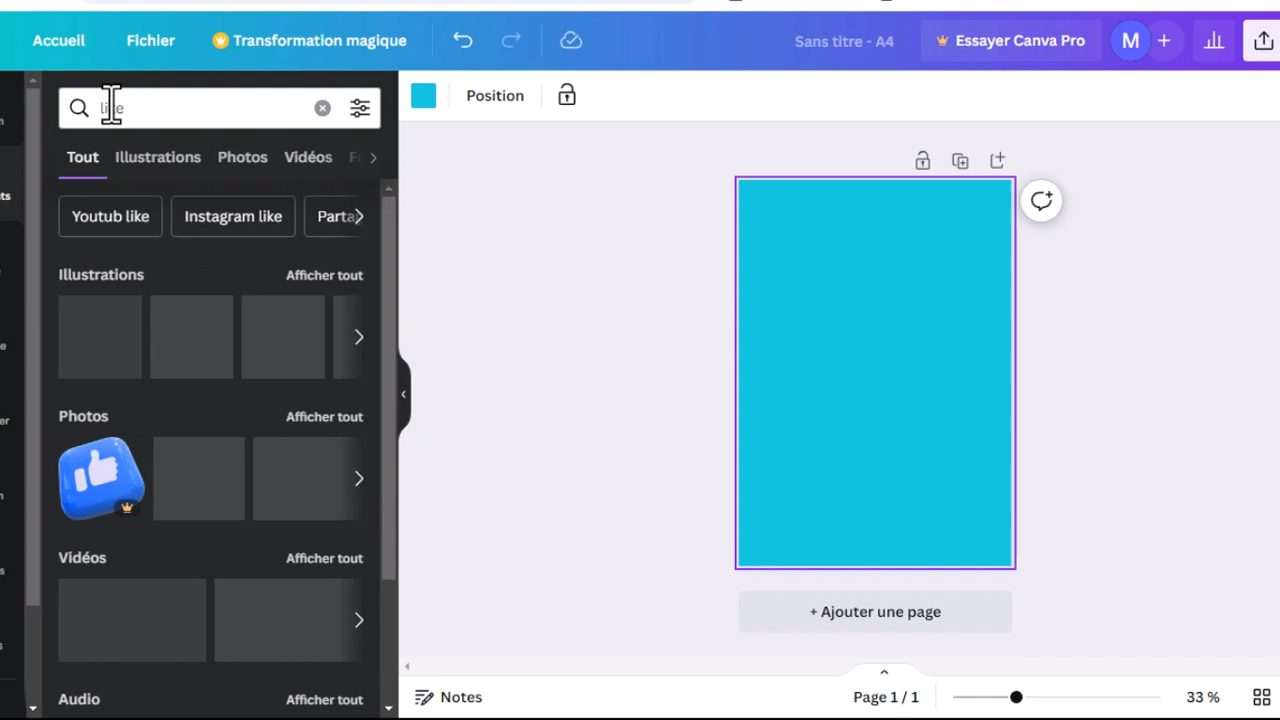 Accueil
Fichier
Transformation magique
Sans titre - A4
Essayer Canva Pro
M
like
Position
Tout
Illustrations
Photos
Vidéos
Youtub like
Instagram like
Illustrations
Afficher tout
Photos
Afficher tout
Vidéos
Afficher tout
Audio
Afficher tout
+ Ajouter une page
Notes
Page 1 / 1
33 %